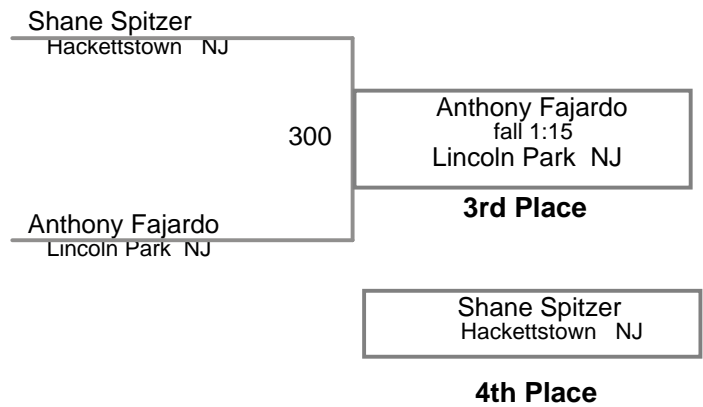 Shane Spitzer
Hackettstown NJ
300
Anthony Fajardo
fall 1:15
Lincoln Park NJ
3rd Place
Anthony Fajardo
Lincoln Park NJ
Shane Spitzer
Hackettstown NJ
4th Place